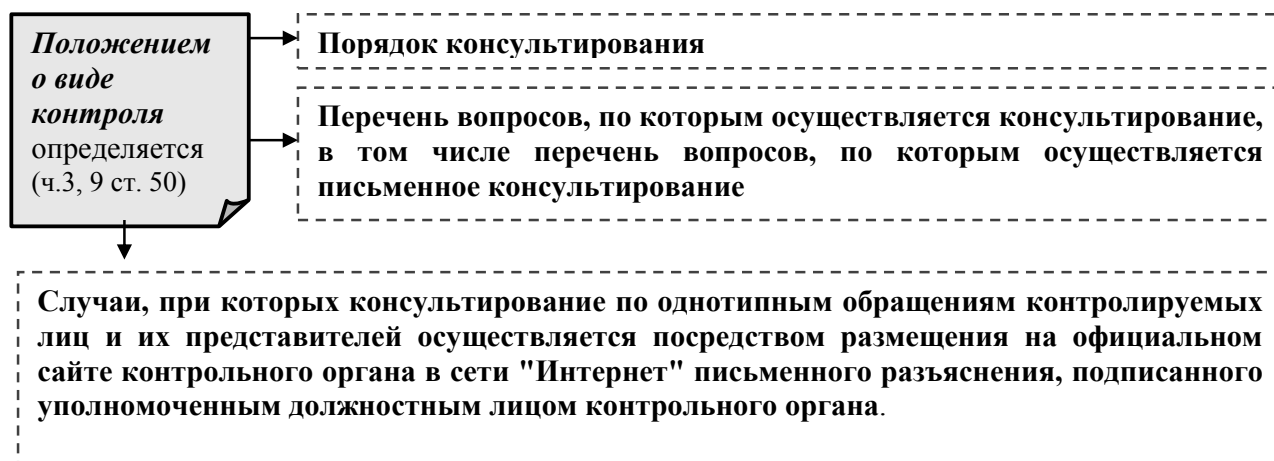 Положением
о виде
контроля
определяется
(ч.3, 9 ст. 50)
Порядок консультирования
Перечень вопросов, по которым осуществляется консультирование,
в том числе перечень вопросов, по которым осуществляется
письменное консультирование
Случаи, при которых консультирование по однотипным обращениям контролируемых
лиц и их представителей осуществляется посредством размещения на официальном
сайте контрольного органа в сети "Интернет" письменного разъяснения, подписанного
уполномоченным должностным лицом контрольного органа.